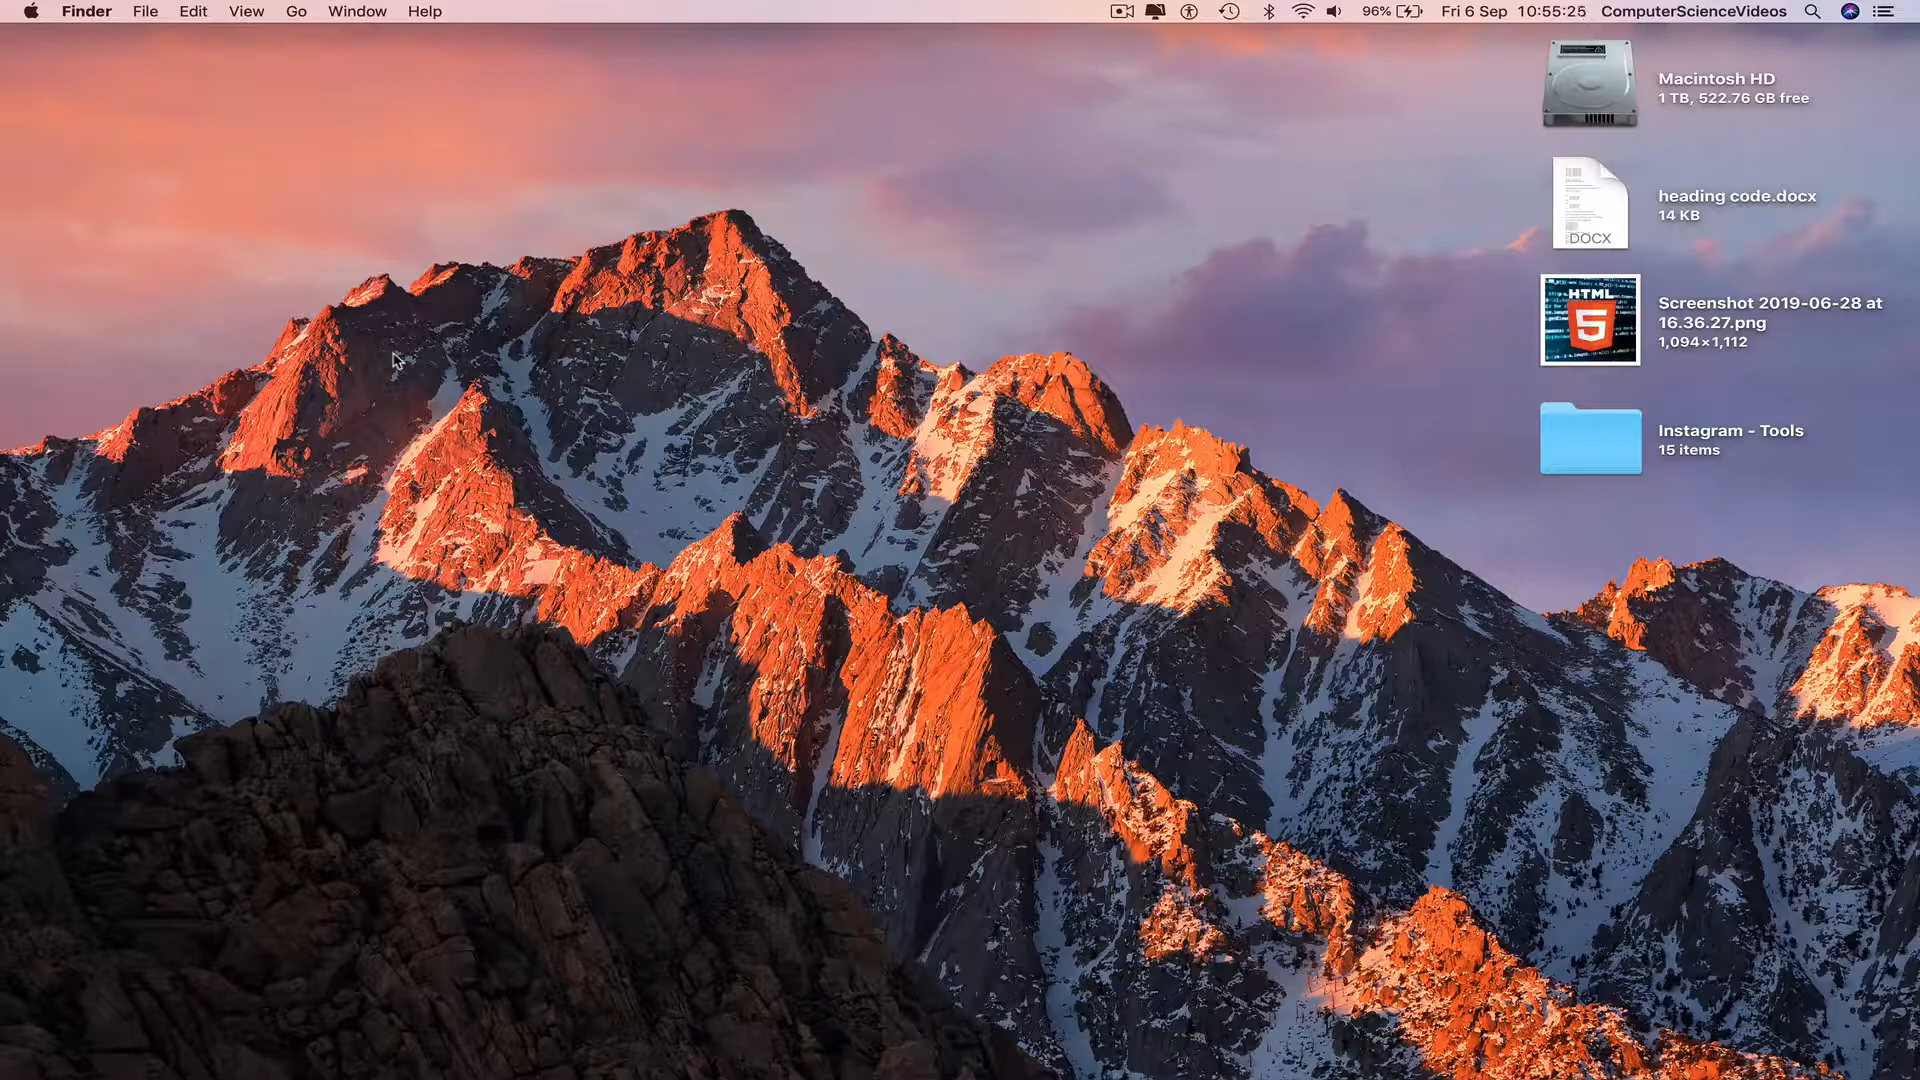 Finder File Edit View Go Window Help 96% Fri 6 Sep 10:55:25 ComputerScienceVideos
Macintosh HD
1 TB, 522.76 GB free
heading code.docx
14 KB
DOCX
HTML
5
Screenshot 2019-06-28 at
16.36.27.png
1,094×1,112
Instagram - Tools
15 items